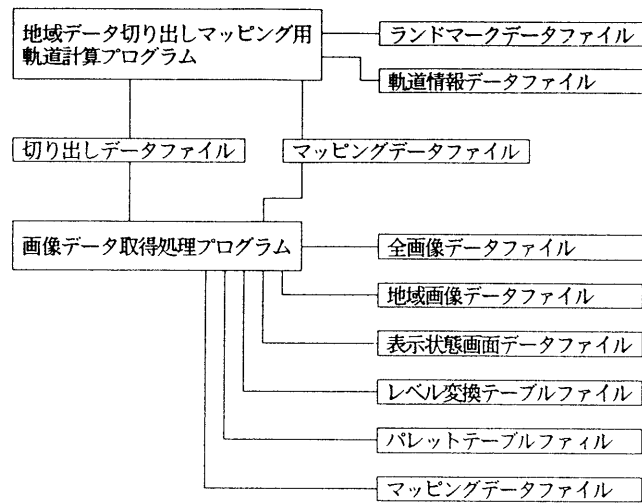 地域データ切り出しマッピング用
軌道計算プログラム
ランドマークデータファイル
軌道情報データファイル
切り出しデータファイル
マッピングデータファイル
画像データ取得処理プログラム
全画像データファイル
地域画像データファイル
表示状態画面データファイル
レベル変換テーブルファイル
パレットテーブルフィル
マッピングデータファイル